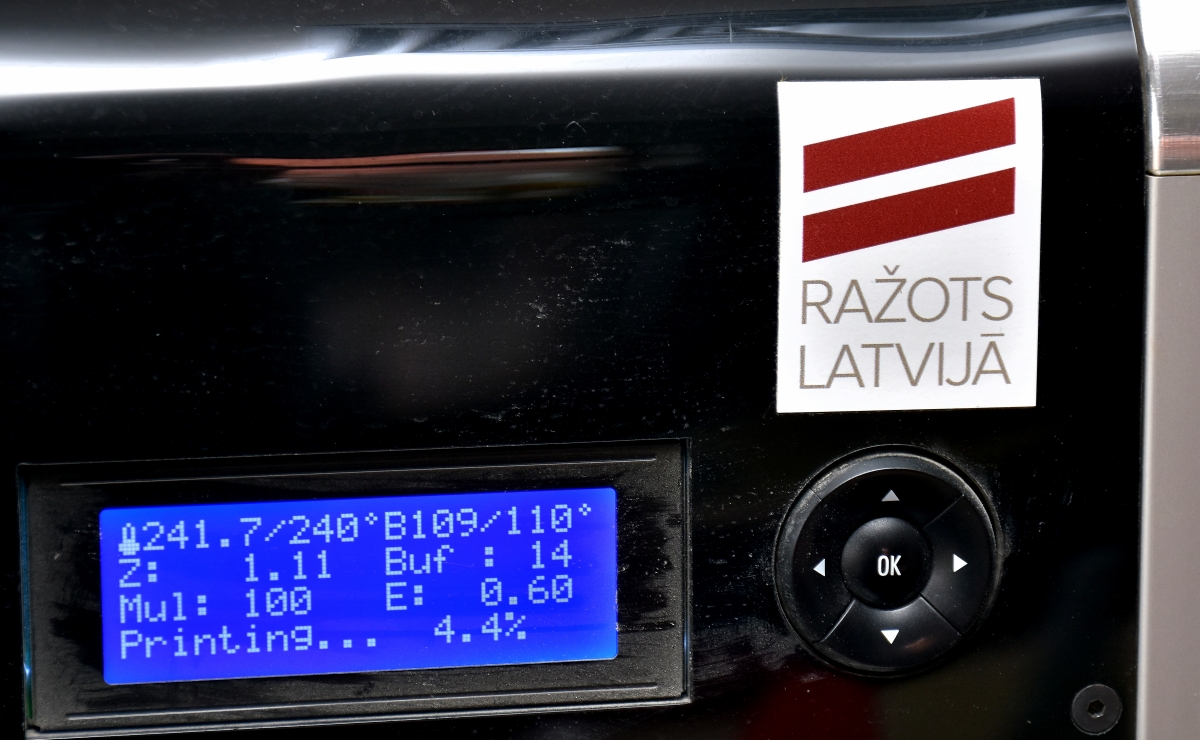 RAŽOTS
LATVIJĀ
241.7/240°B109/110°
Z: 1.11 Buf : 14
Mul: 100 E: 0.60
Printing... 4.4%
OK